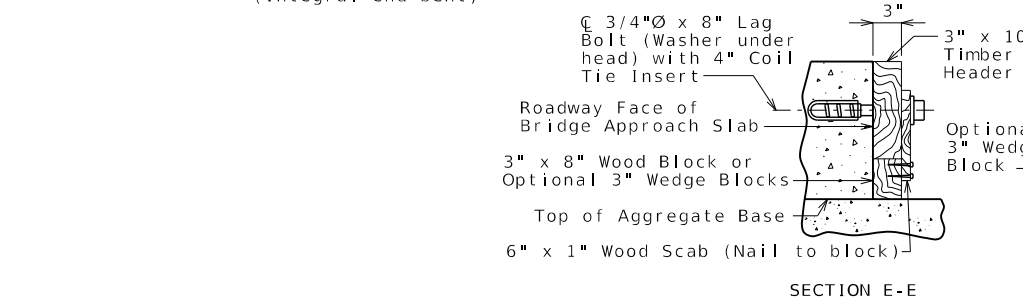 (Integral end bent)
3"
℄ 3/4"Ø x 8" Lag
Bolt (Washer under
head) with 4" Coil
Tie Insert
3" x 10
Timber
Header
Roadway Face of
Bridge Approach Slab
Optiona
3" Wedg
Block
3" x 8" Wood Block or
Optional 3" Wedge Blocks
Top of Aggregate Base
6" x 1" Wood Scab (Nail to block)
SECTION E-E